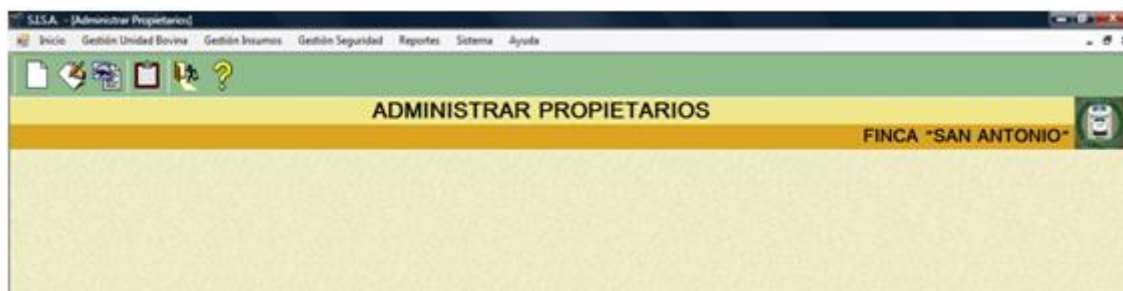 S.I.S.A. - [Administrar Propietarios]
Inicio Gestión Unidad Bovina Gestión Insumos Gestión Seguridad Reportes Sistema Ayuda
ADMINISTRAR PROPIETARIOS
FINCA "SAN ANTONIO"